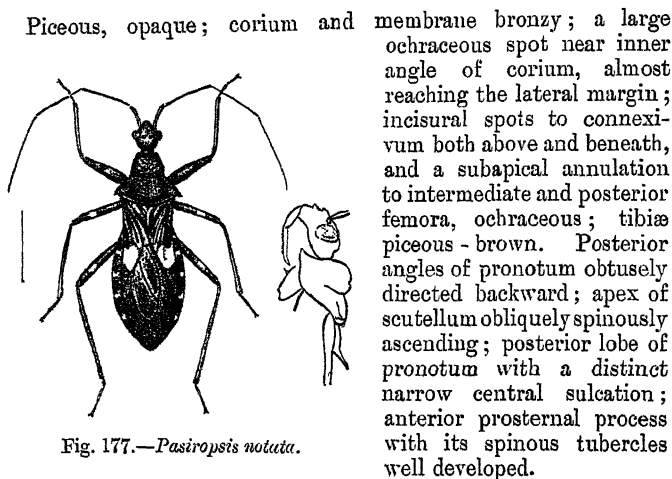 Piceous, opaque; corium and membrane bronzy; a large
ochraceous spot near inner
angle of corium, almost
reaching the lateral margin;
incisural spots to connexi-
vum both above and beneath,
and a subapical annulation
to intermediate and posterior
femora, ochraceous; tibiæ
piceous-brown. Posterior
angles of pronotum obtusely
directed backward; apex of
scutellum obliquely spinously
ascending; posterior lobe of
pronotum with a distinct
narrow central sulcation;
anterior prosternal process
with its spinous tubercles
well developed.
Fig. 177.—Pasiropsis notata.